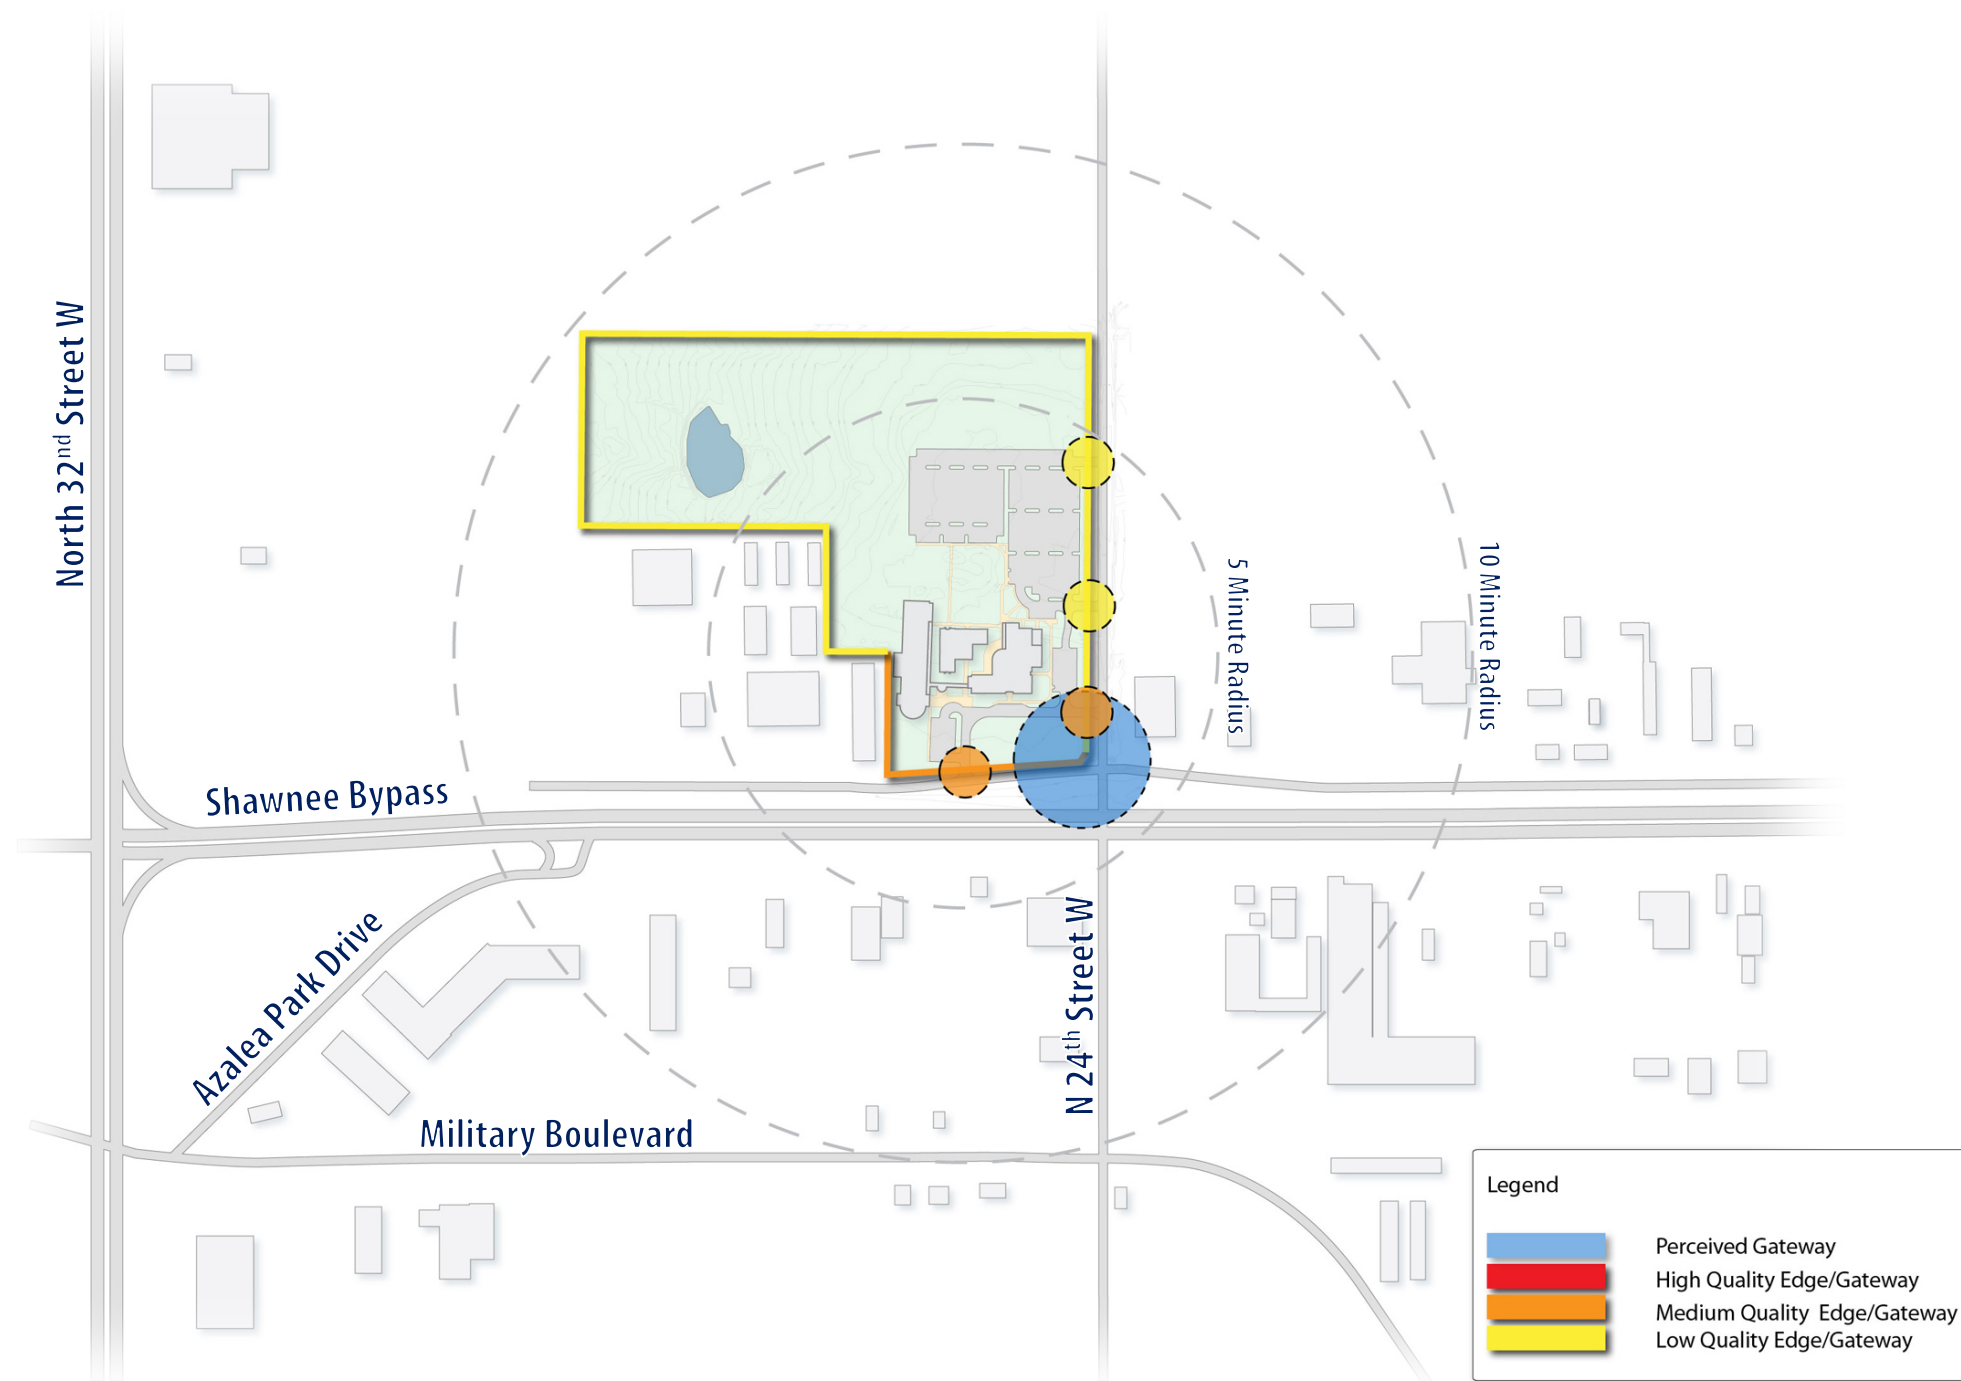 North 32nd Street W
Shawnee Bypass
Azalea Park Drive
Military Boulevard
N 24th Street W
5 Minute Radius
10 Minute Radius
Legend
Perceived Gateway
High Quality Edge/Gateway
Medium Quality Edge/Gateway
Low Quality Edge/Gateway